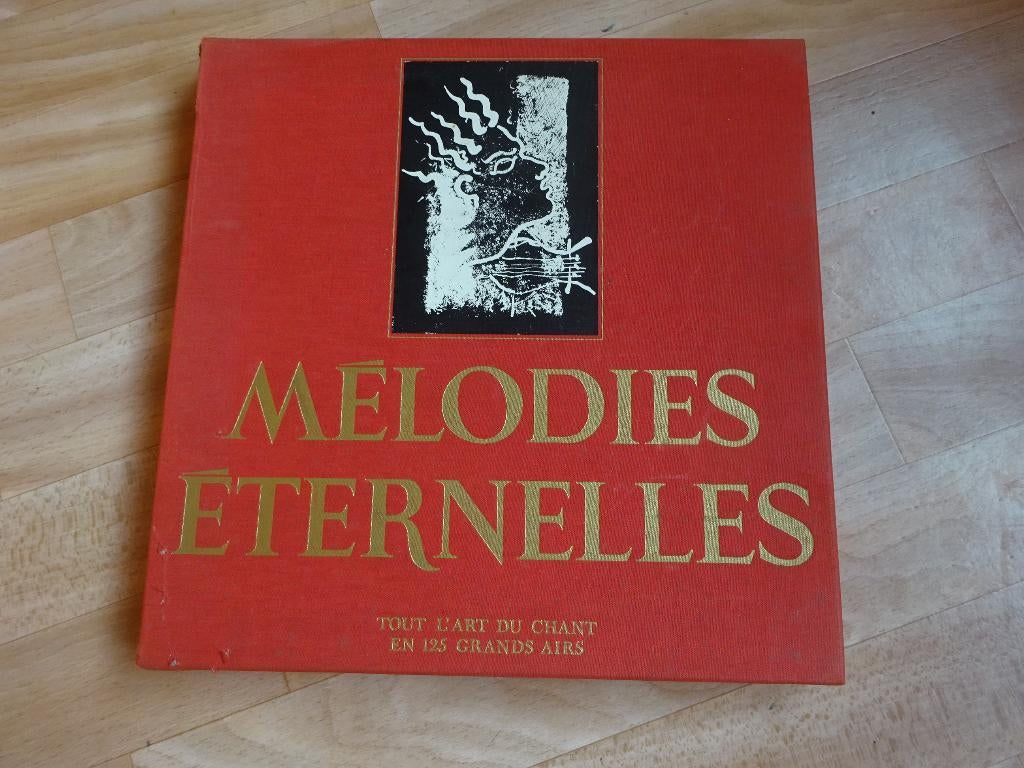 MÉLODIES
ÉTERNELLES
TOUT L'ART DU CHANT
EN 125 GRANDS AIRS